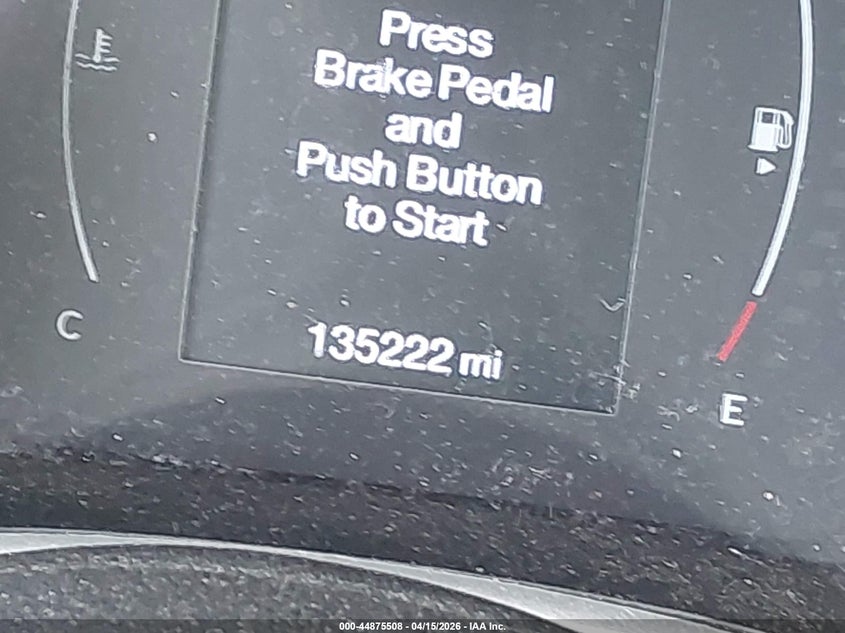 Press
Brake Pedal
and
Push Button
to Start
135222 mi
C
E
000-44875508 - 04/15/2026 - IAA Inc.